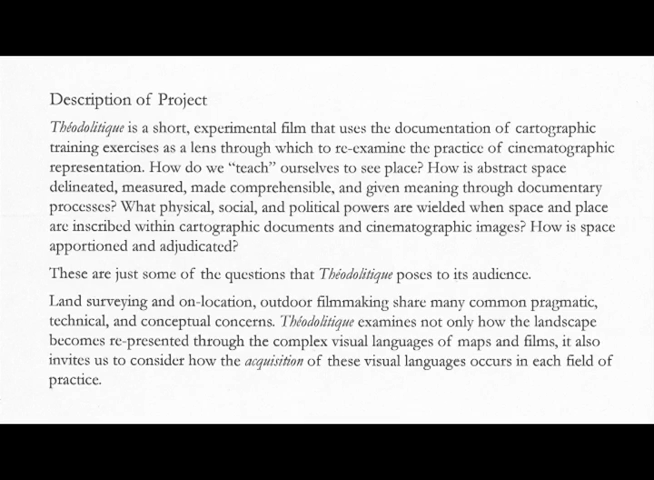 Description of Project
Théodolitique is a short, experimental film that uses the documentation of cartographic
training exercises as a lens through which to re-examine the practice of cinematographic
representation. How do we “teach” ourselves to see place? How is abstract space
delineated, measured, made comprehensible, and given meaning through documentary
processes? What physical, social, and political powers are wielded when space and place
are inscribed within cartographic documents and cinematographic images? How is space
apportioned and adjudicated?
These are just some of the questions that Théodolitique poses to its audience.
Land surveying and on-location, outdoor filmmaking share many common pragmatic,
technical, and conceptual concerns. Théodolitique examines not only how the landscape
becomes re-presented through the complex visual languages of maps and films, it also
invites us to consider how the acquisition of these visual languages occurs in each field of
practice.